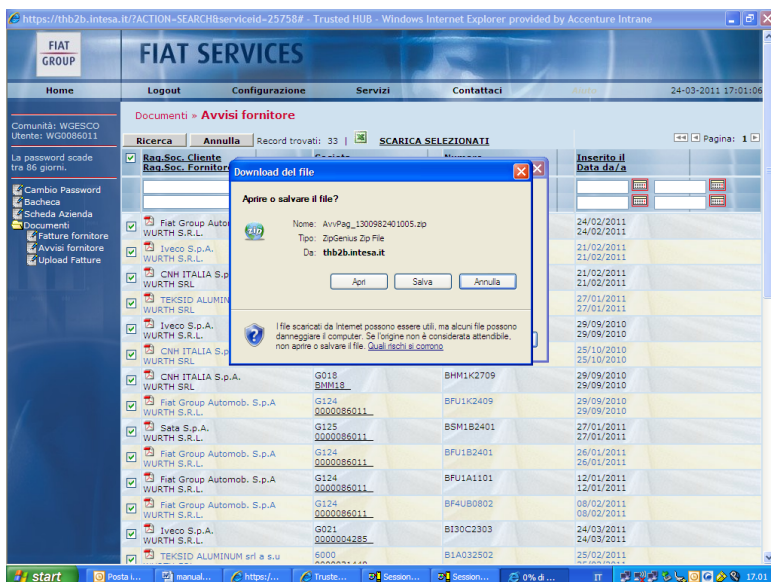 https://thb2b.intesa.it/?ACTION=SEARCH&serviceid=25758# - Trusted HUB - Windows Internet Explorer provided by Accenture Intrane
FIAT
GROUP
FIAT SERVICES
Home Logout Configurazione Servizi Contattaci Aiuto 24-03-2011 17:01:06
Comunità: WGESCO
Utente: WG0086011
La password scade
tra 86 giorni.
Cambio Password
Bacheca
Scheda Azienda
Documenti
Fatture fornitore
Avvisi fornitore
Upload Fatture
Documenti » Avvisi fornitore
Ricerca Annulla Record trovati: 33 | SCARICA SELEZIONATI Pagina: 1
Rag.Soc. Cliente Inserito il
Rag.Soc. Fornitore Data da/a
Download del file
Aprire o salvare il file?
Nome: AvvPag_1300982401005.zip
Tipo: ZipGenius Zip File
Da: thb2b.intesa.it
Apri Salva Annulla
I file scaricati da Internet possono essere utili, ma alcuni file possono
danneggiare il computer. Se l'origine non è considerata attendibile,
non aprire o salvare il file. Quali rischi si corrono
Fiat Group Auto 24/02/2011
WURTH S.R.L. 24/02/2011
Iveco S.p.A. 21/02/2011
WURTH S.R.L. 21/02/2011
CNH ITALIA S.p 21/02/2011
WURTH SRL 21/02/2011
TEKSID ALUMIN 27/01/2011
WURTH SRL 27/01/2011
Iveco S.p.A. 29/09/2010
WURTH S.R.L. 29/09/2010
CNH ITALIA S.p 25/10/2010
WURTH SRL 25/10/2010
CNH ITALIA S.p.A. G018 BHM1K2709 29/09/2010
WURTH SRL BMM18 29/09/2010
Fiat Group Automob. S.p.A G124 BFU1K2409 29/09/2010
WURTH S.R.L. 0000086011 29/09/2010
Sata S.p.A. G125 BSM1B2401 27/01/2011
WURTH S.R.L. 0000086011 27/01/2011
Fiat Group Automob. S.p.A G124 BFU1B2401 26/01/2011
WURTH S.R.L. 0000086011 26/01/2011
Fiat Group Automob. S.p.A G124 BFU1A1101 12/01/2011
WURTH S.R.L. 0000086011 12/01/2011
Fiat Group Automob. S.p.A G124 BF4UB0802 08/02/2011
WURTH S.R.L. 0000086011 08/02/2011
Iveco S.p.A. G021 BI30C2303 24/03/2011
WURTH S.R.L. 0000004285 24/03/2011
TEKSID ALUMINUM srl a s.u 6000 B1A032502 25/02/2011
start Posta i... manual... https:/... Truste... Session... Session... 0% di ... IT 17.01